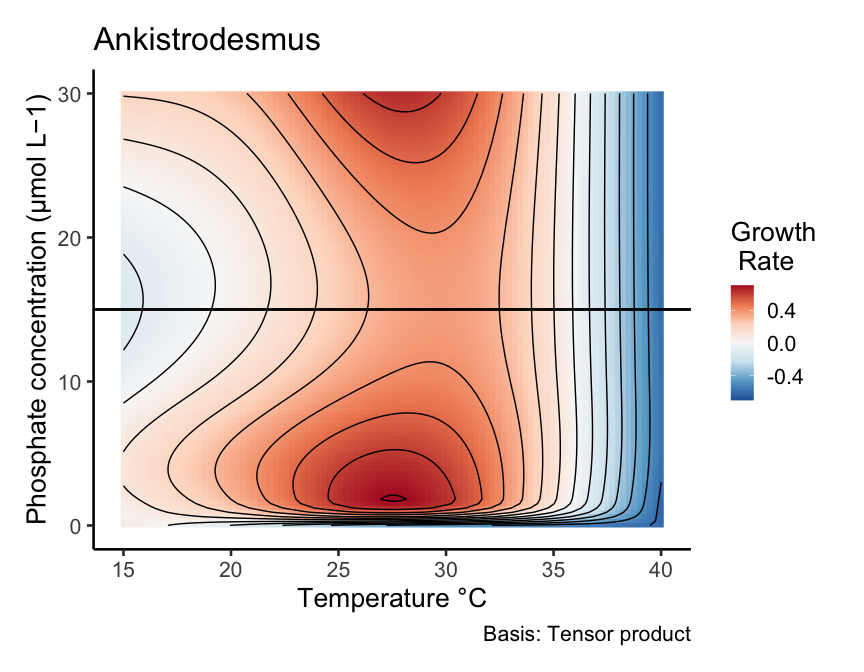 Ankistrodesmus
Phosphate concentration (μmol L−1)
30
20
10
0
15
20
25
30
35
40
Temperature °C
Growth
Rate
0.4
0.0
-0.4
Basis: Tensor product